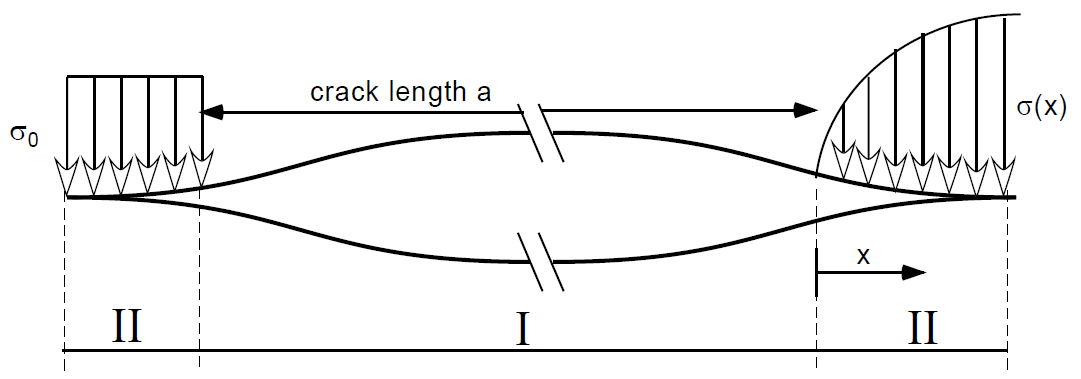 crack length a
σ0
σ(x)
x
II
I
II